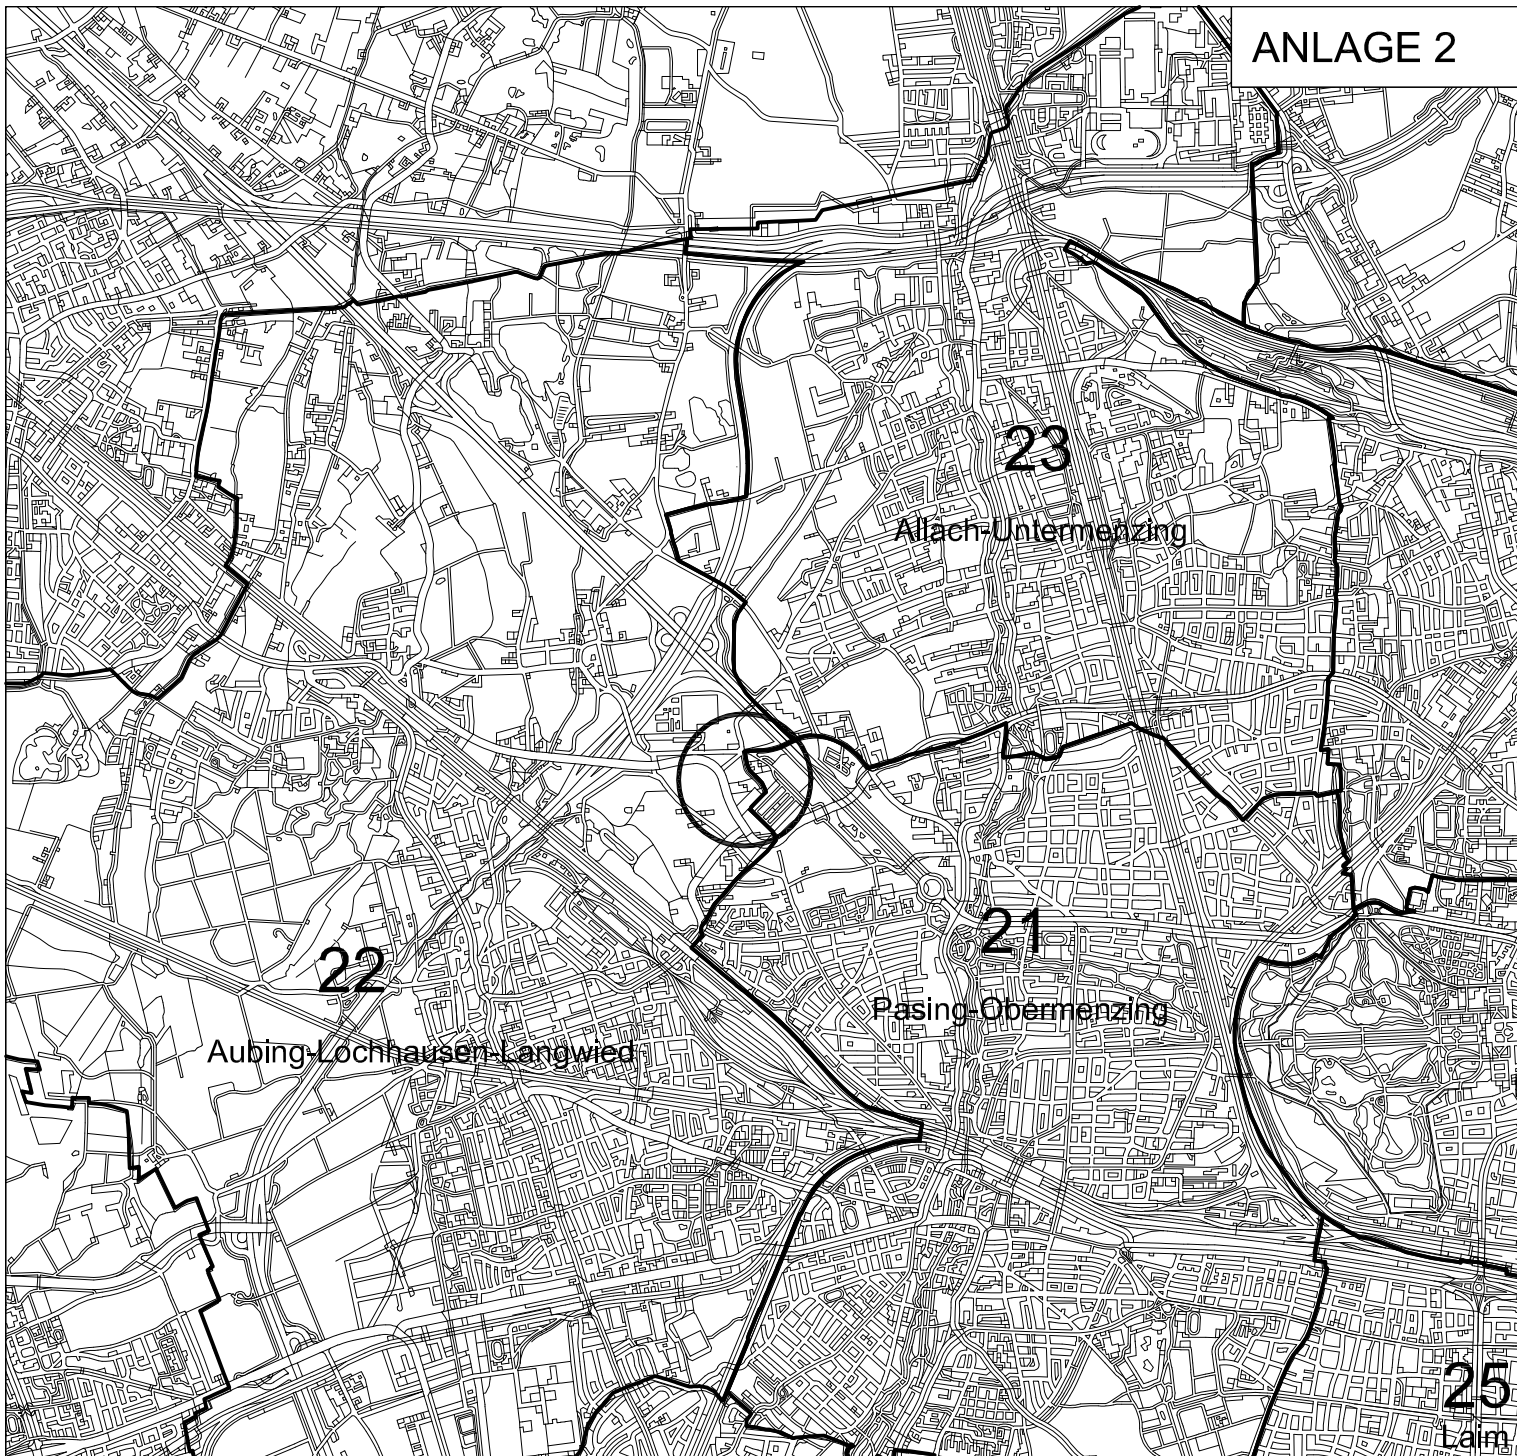 ANLAGE 2
23
Allach-Untermenzing
21
Pasing-Obermenzing
22
Aubing-Lochhausen-Langwied
25
Laim